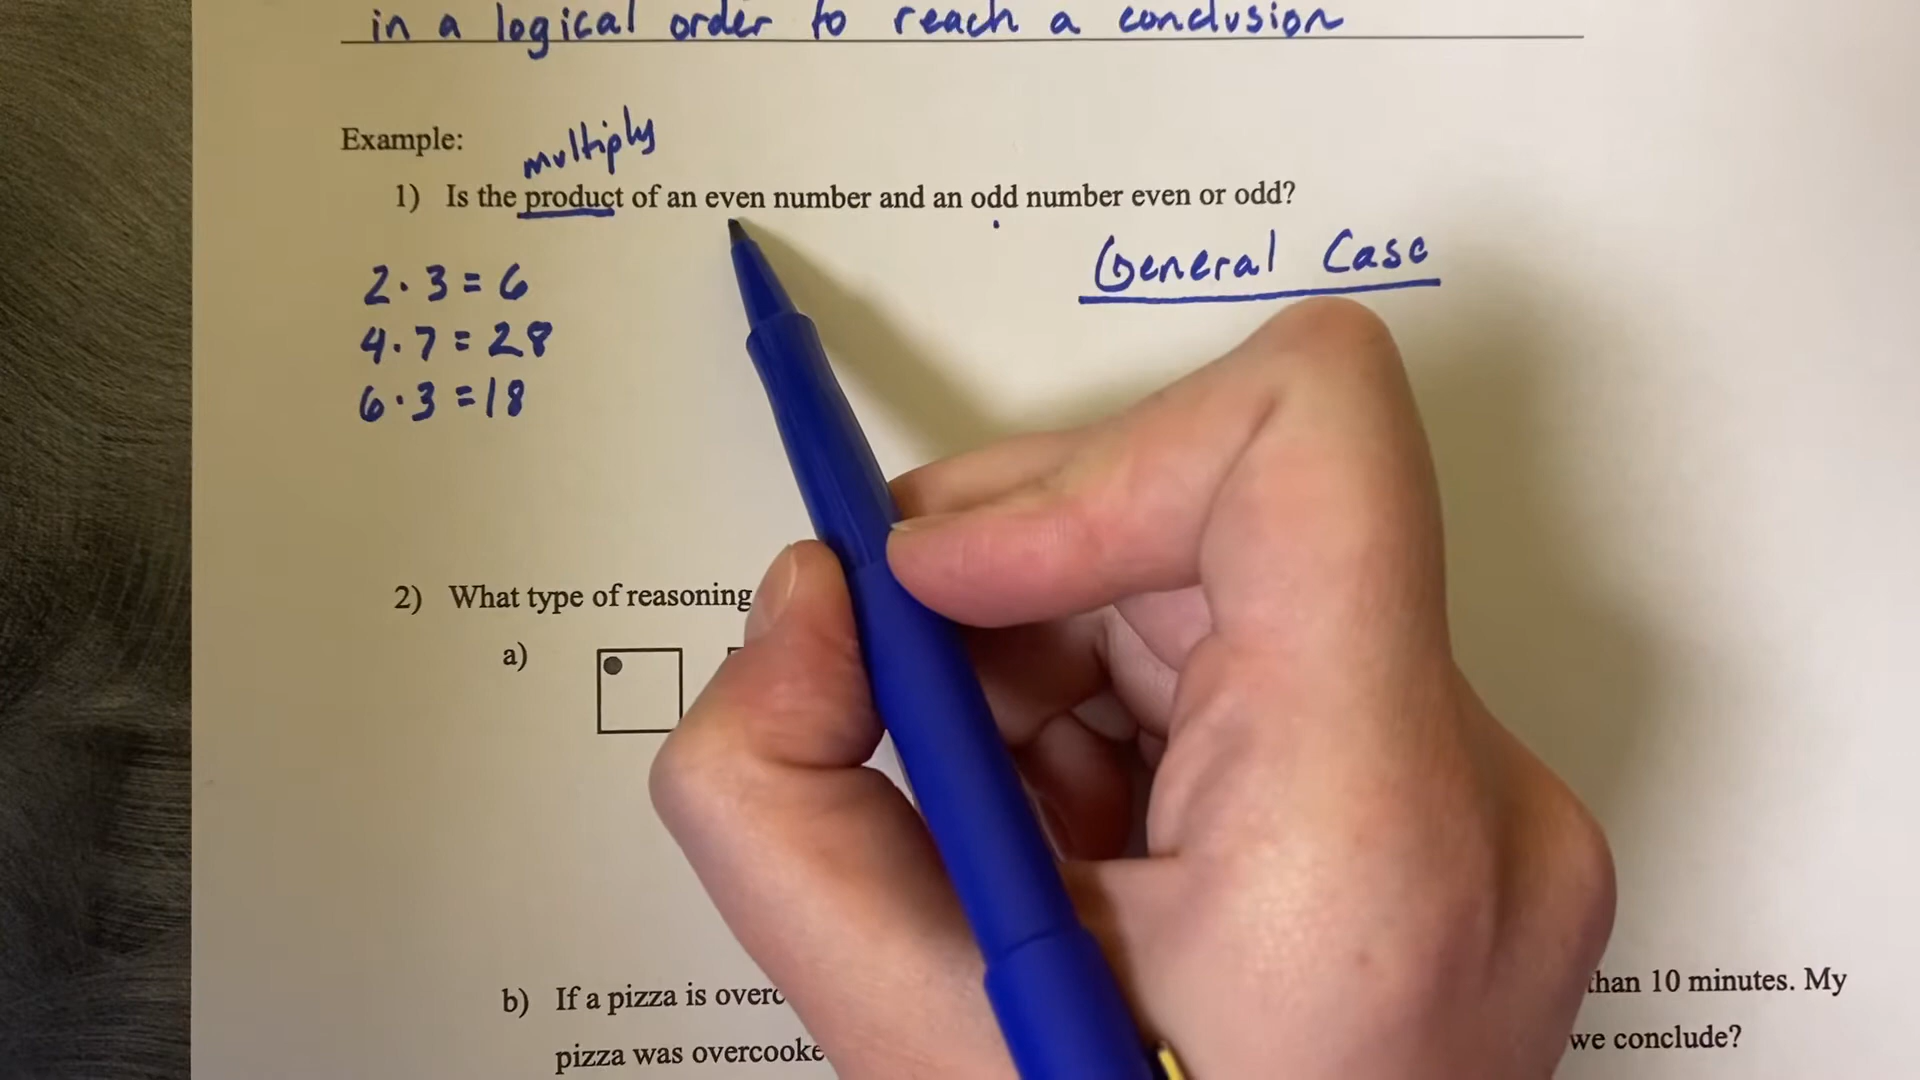 in a logical order to reach a conclusion
Example:
multiply
1) Is the product of an even number and an odd number even or odd?
General Case
2 · 3 = 6
4 · 7 = 28
6 · 3 = 18
2) What type of reasoning
a)
b) If a pizza is than 10 minutes. My
pizza was we conclude?